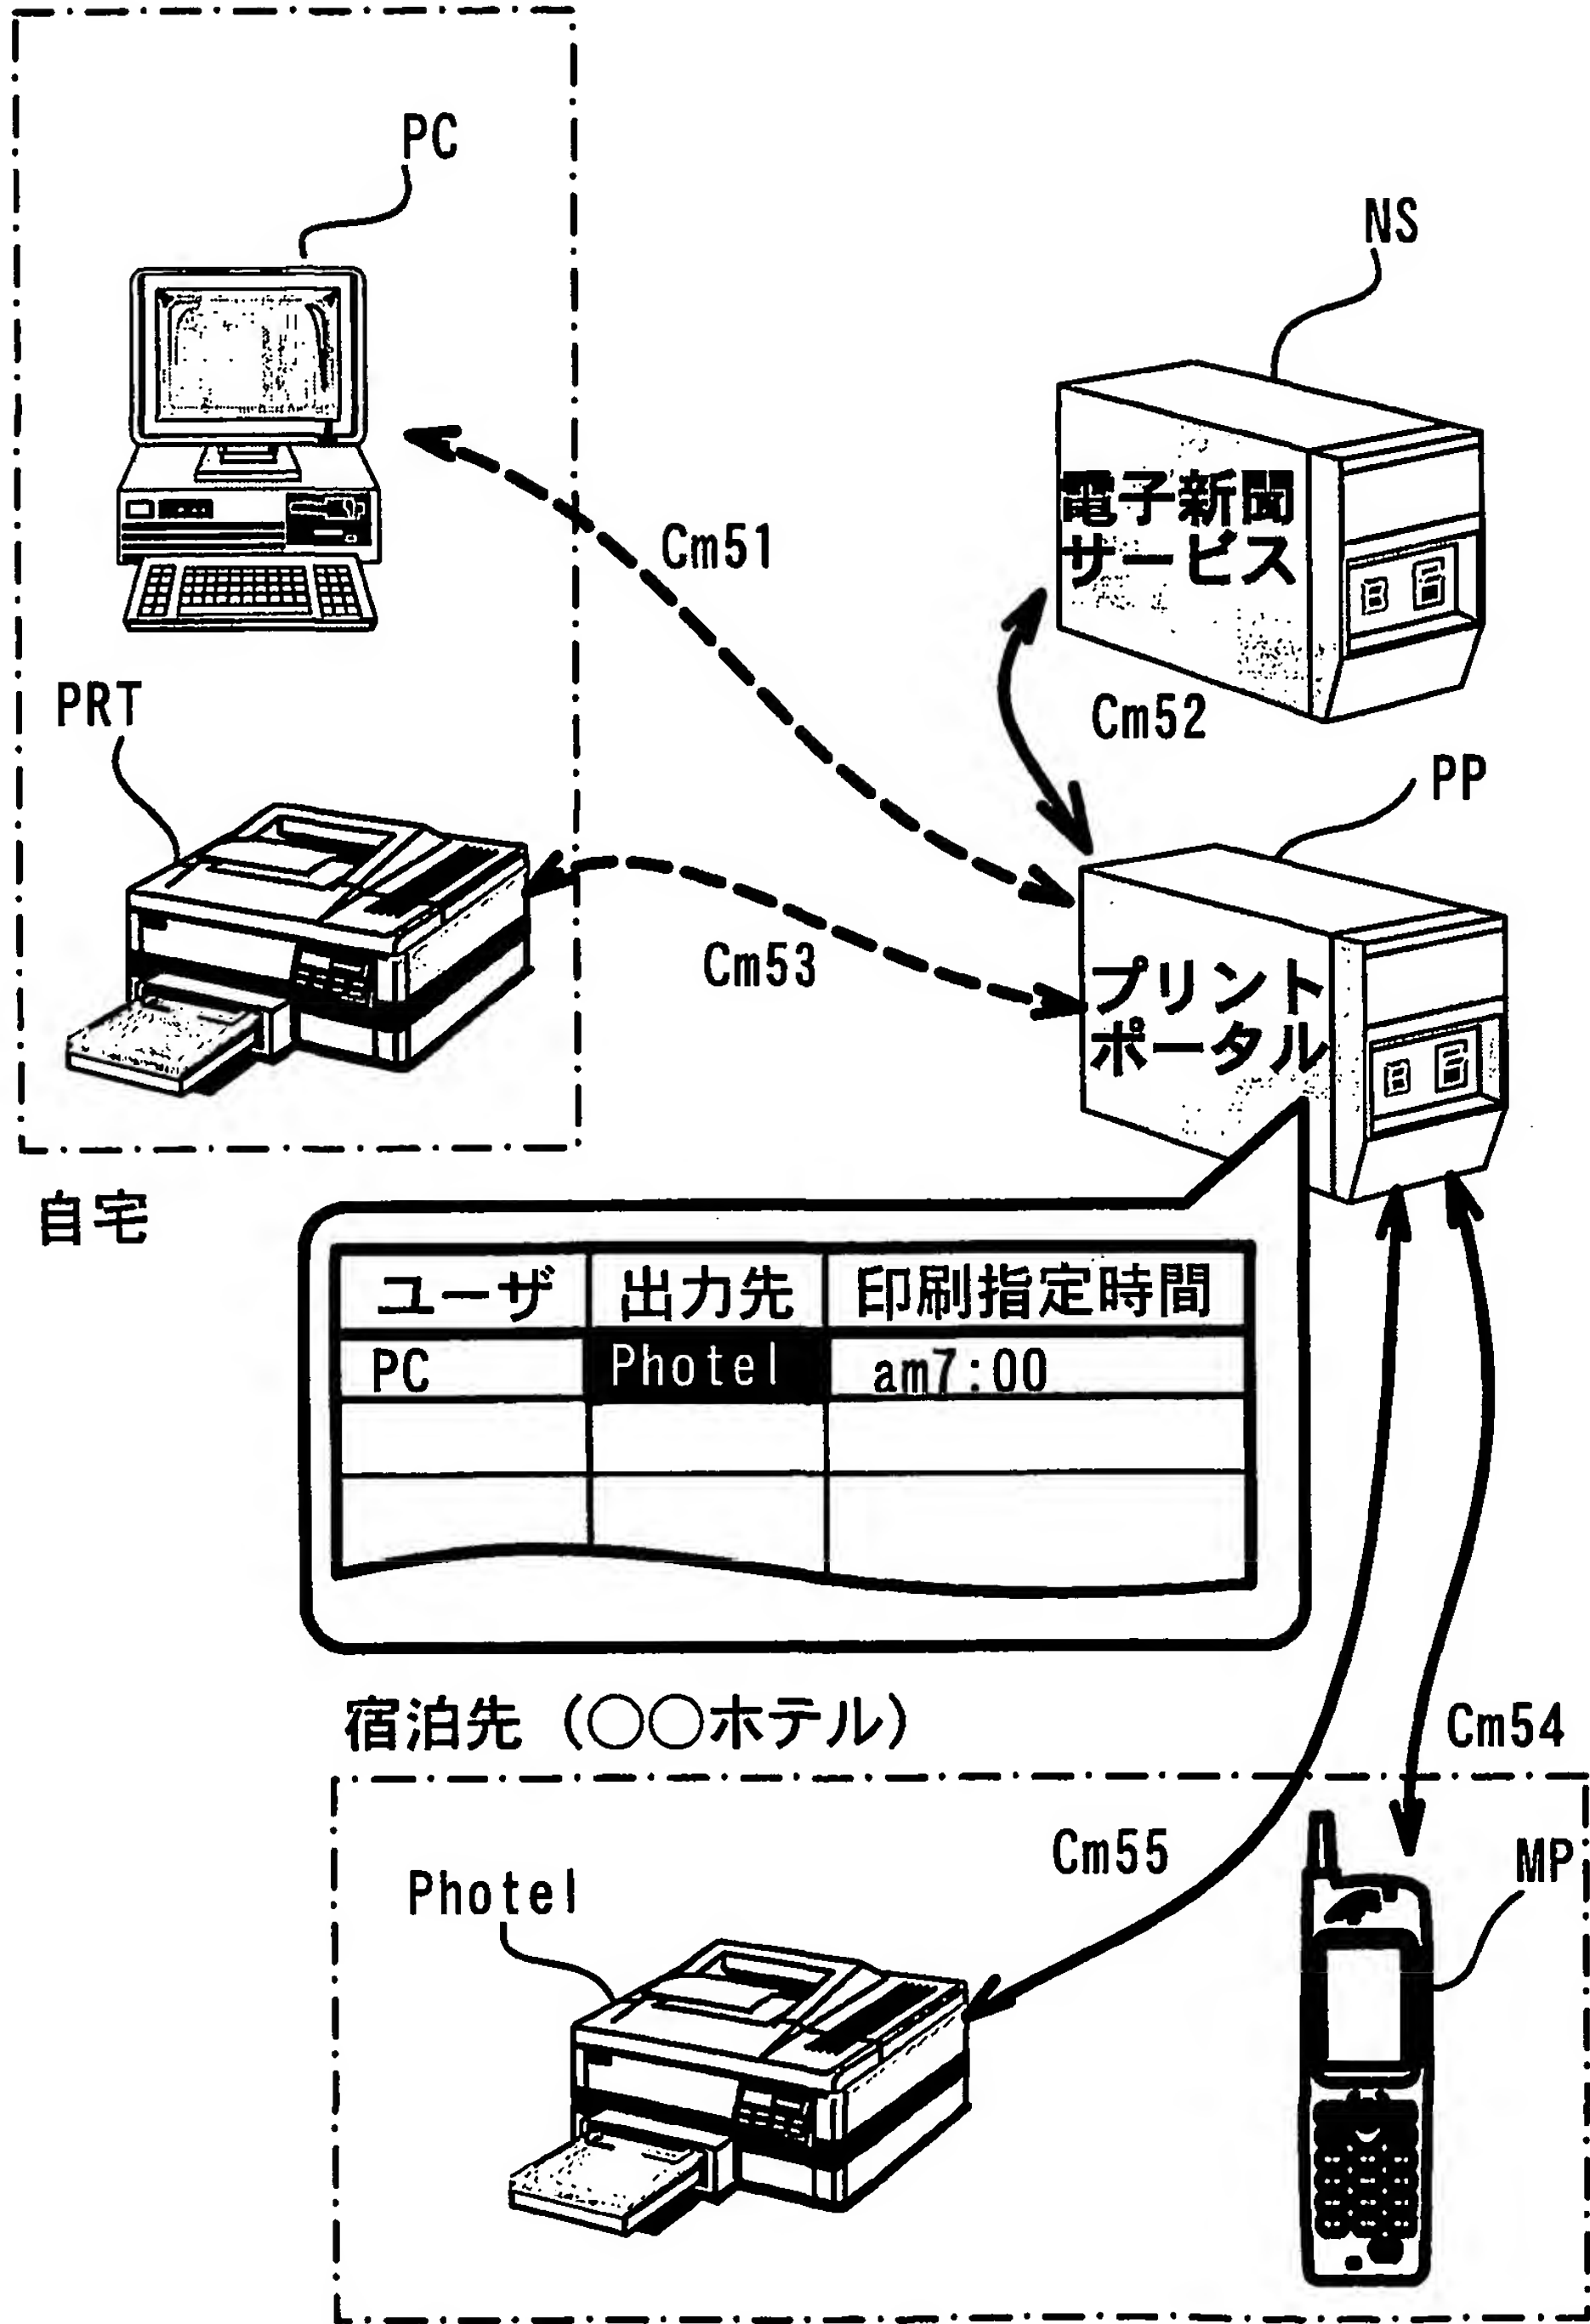 PC
NS
電子新聞
サービス
Cm51
Cm52
PRT
PP
Cm53
プリント
ポータル
自宅
ユーザ 出力先 印刷指定時間
PC Photel am7:00
宿泊先 (○○ホテル)
Cm54
Cm55
MP
Photel